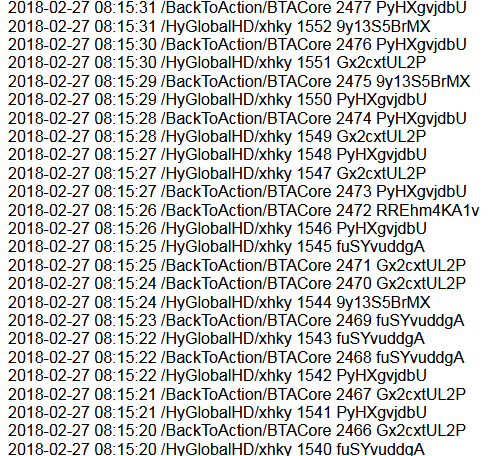 2018-02-27 08:15:31 /BackToAction/BTACore 2477 PyHXgvjdbU
2018-02-27 08:15:31 /HyGlobalHD/xhky 1552 9y13S5BrMX
2018-02-27 08:15:30 /BackToAction/BTACore 2476 PyHXgvjdbU
2018-02-27 08:15:30 /HyGlobalHD/xhky 1551 Gx2cxtUL2P
2018-02-27 08:15:29 /BackToAction/BTACore 2475 9y13S5BrMX
2018-02-27 08:15:29 /HyGlobalHD/xhky 1550 PyHXgvjdbU
2018-02-27 08:15:28 /BackToAction/BTACore 2474 PyHXgvjdbU
2018-02-27 08:15:28 /HyGlobalHD/xhky 1549 Gx2cxtUL2P
2018-02-27 08:15:27 /HyGlobalHD/xhky 1548 PyHXgvjdbU
2018-02-27 08:15:27 /HyGlobalHD/xhky 1547 Gx2cxtUL2P
2018-02-27 08:15:27 /BackToAction/BTACore 2473 PyHXgvjdbU
2018-02-27 08:15:26 /BackToAction/BTACore 2472 RREhm4KA1v
2018-02-27 08:15:26 /HyGlobalHD/xhky 1546 PyHXgvjdbU
2018-02-27 08:15:25 /HyGlobalHD/xhky 1545 fuSYvuddgA
2018-02-27 08:15:25 /BackToAction/BTACore 2471 Gx2cxtUL2P
2018-02-27 08:15:24 /BackToAction/BTACore 2470 Gx2cxtUL2P
2018-02-27 08:15:24 /HyGlobalHD/xhky 1544 9y13S5BrMX
2018-02-27 08:15:23 /BackToAction/BTACore 2469 fuSYvuddgA
2018-02-27 08:15:22 /HyGlobalHD/xhky 1543 fuSYvuddgA
2018-02-27 08:15:22 /BackToAction/BTACore 2468 fuSYvuddgA
2018-02-27 08:15:22 /HyGlobalHD/xhky 1542 PyHXgvjdbU
2018-02-27 08:15:21 /BackToAction/BTACore 2467 Gx2cxtUL2P
2018-02-27 08:15:21 /HyGlobalHD/xhky 1541 PyHXgvjdbU
2018-02-27 08:15:20 /BackToAction/BTACore 2466 Gx2cxtUL2P
2018-02-27 08:15:20 /HyGlobalHD/xhky 1540 fuSYvuddgA